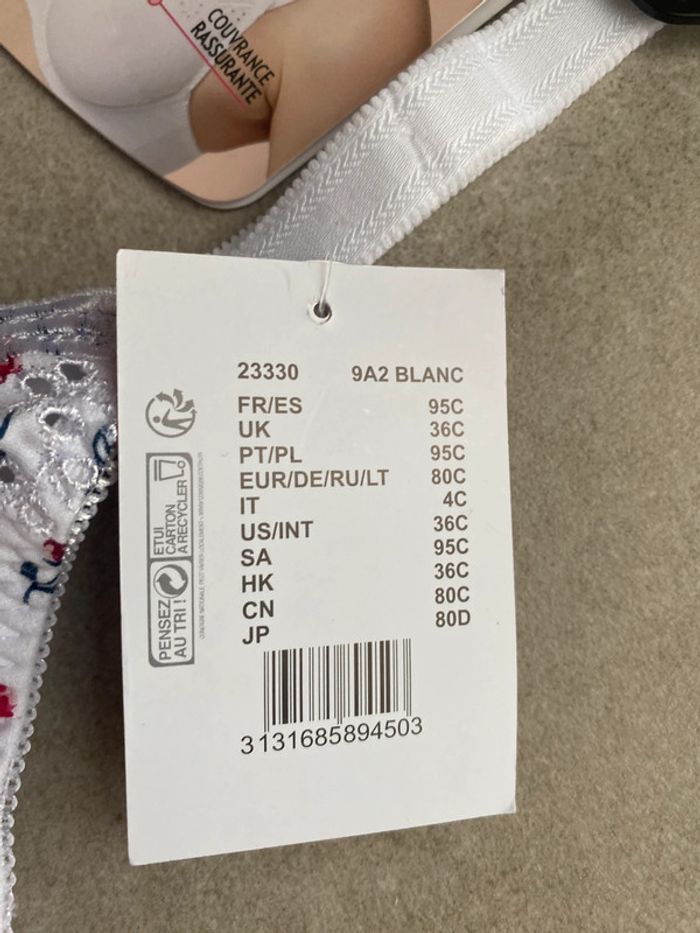 COUVRANCE
RASSURANTE
23330 9A2 BLANC
FR/ES 95C
UK 36C
PT/PL 95C
EUR/DE/RU/LT 80C
IT 4C
US/INT 36C
SA 95C
HK 36C
CN 80C
JP 80D
PENSEZ
AU TRI !
ETUI
CARTON
À RECYCLER
3131685894503